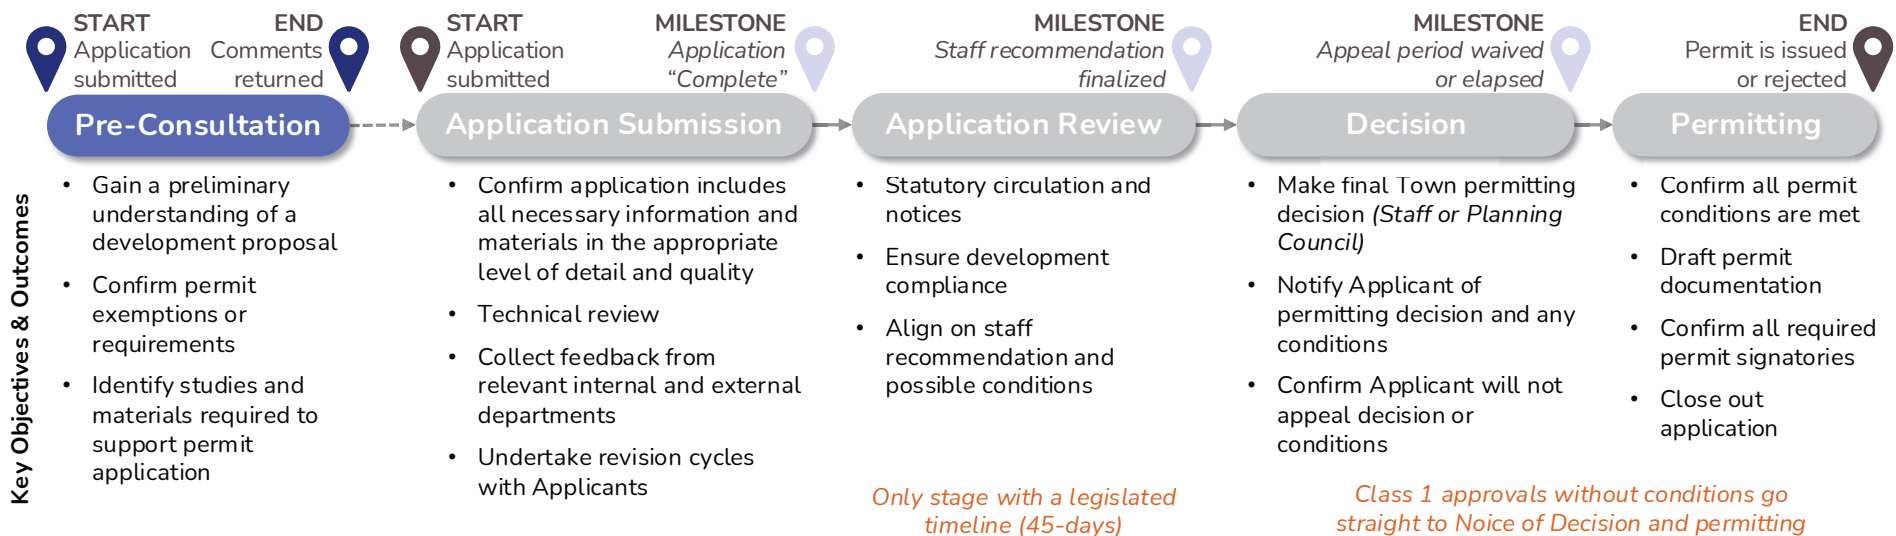 START
Application
submitted
END
Comments
returned
START
Application
submitted
MILESTONE
Application
“Complete”
MILESTONE
Staff recommendation
finalized
MILESTONE
Appeal period waived
or elapsed
END
Permit is issued
or rejected
Pre-Consultation
Application Submission
Application Review
Decision
Permitting
Key Objectives & Outcomes
• Gain a preliminary
understanding of a
development proposal
• Confirm permit
exemptions or
requirements
• Identify studies and
materials required to
support permit
application
• Confirm application includes
all necessary information and
materials in the appropriate
level of detail and quality
• Technical review
• Collect feedback from
relevant internal and external
departments
• Undertake revision cycles
with Applicants
• Statutory circulation and
notices
• Ensure development
compliance
• Align on staff
recommendation and
possible conditions
Only stage with a legislated
timeline (45-days)
• Make final Town permitting
decision (Staff or Planning
Council)
• Notify Applicant of
permitting decision and any
conditions
• Confirm Applicant will not
appeal decision or
conditions
• Confirm all permit
conditions are met
• Draft permit
documentation
• Confirm all required
permit signatories
• Close out
application
Class 1 approvals without conditions go
straight to Noice of Decision and permitting